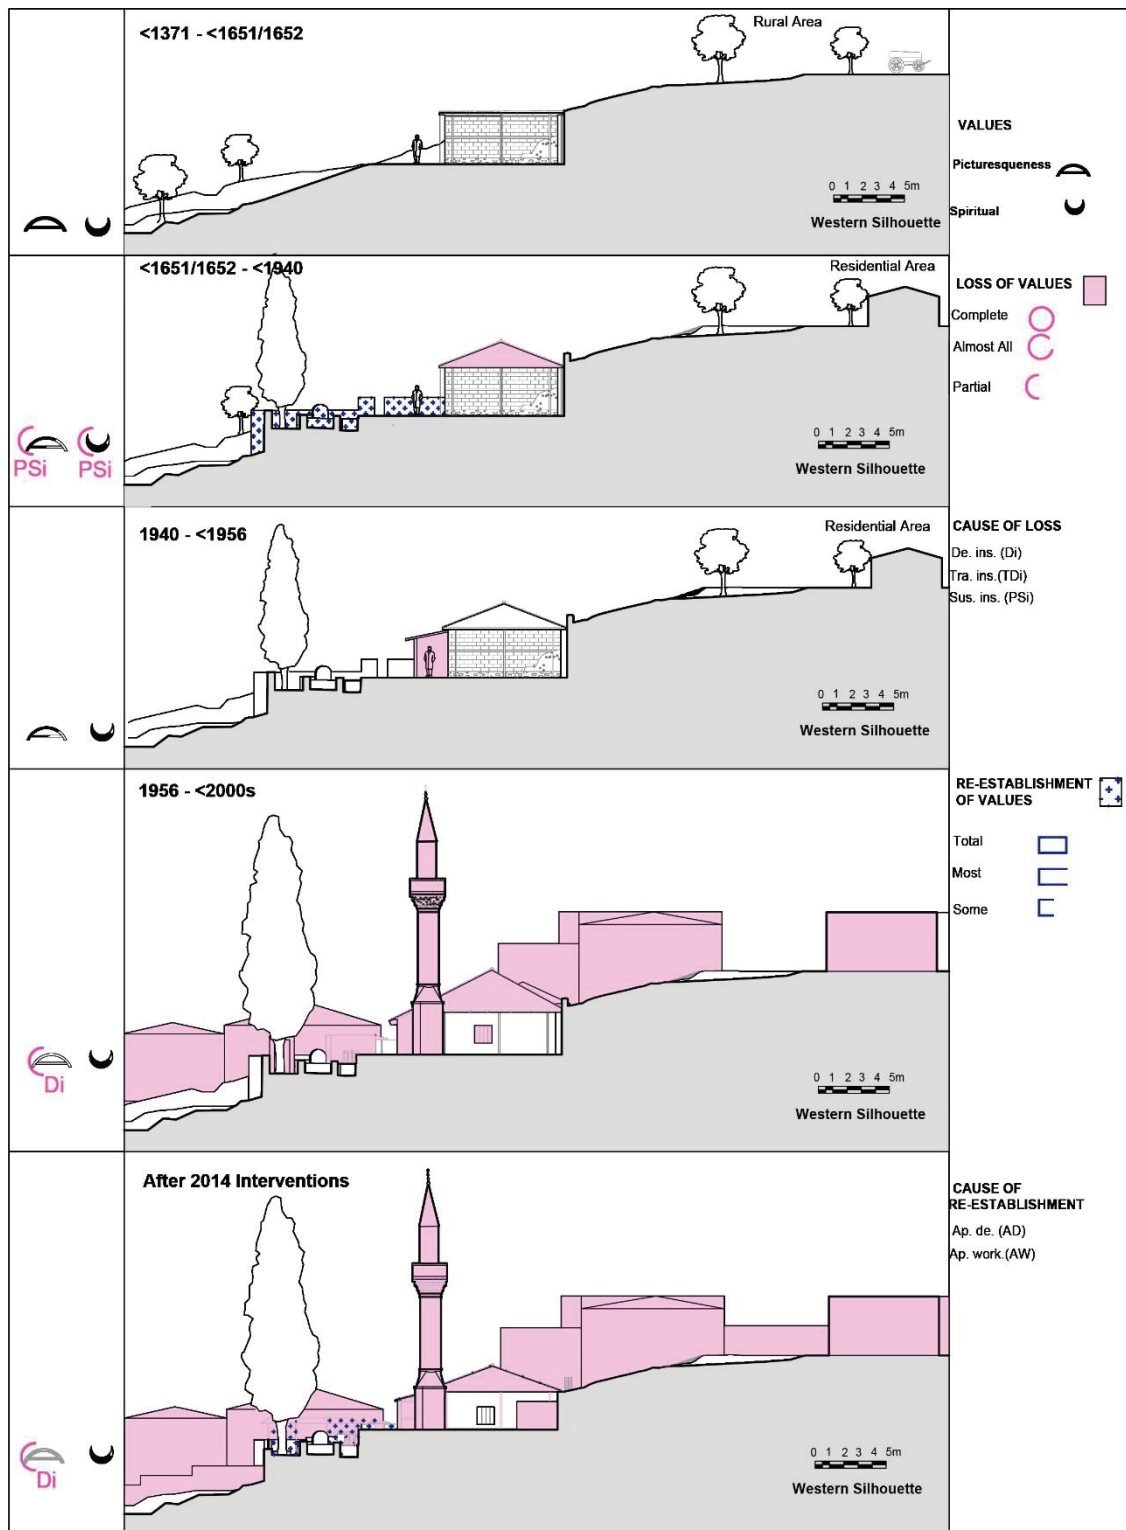 <1371 - <1651/1652
Rural Area
0 1 2 3 4 5m
Western Silhouette
VALUES
Picturesqueness
Spiritual
<1651/1652 - <1940
Residential Area
0 1 2 3 4 5m
Western Silhouette
PSi PSi
LOSS OF VALUES
Complete
Almost All
Partial
1940 - <1956
Residential Area
0 1 2 3 4 5m
Western Silhouette
CAUSE OF LOSS
De. ins. (Di)
Tra. ins.(TDi)
Sus. ins. (PSi)
1956 - <2000s
Di
0 1 2 3 4 5m
Western Silhouette
RE-ESTABLISHMENT
OF VALUES
Total
Most
Some
After 2014 Interventions
Di
0 1 2 3 4 5m
Western Silhouette
CAUSE OF
RE-ESTABLISHMENT
Ap. de. (AD)
Ap. work.(AW)